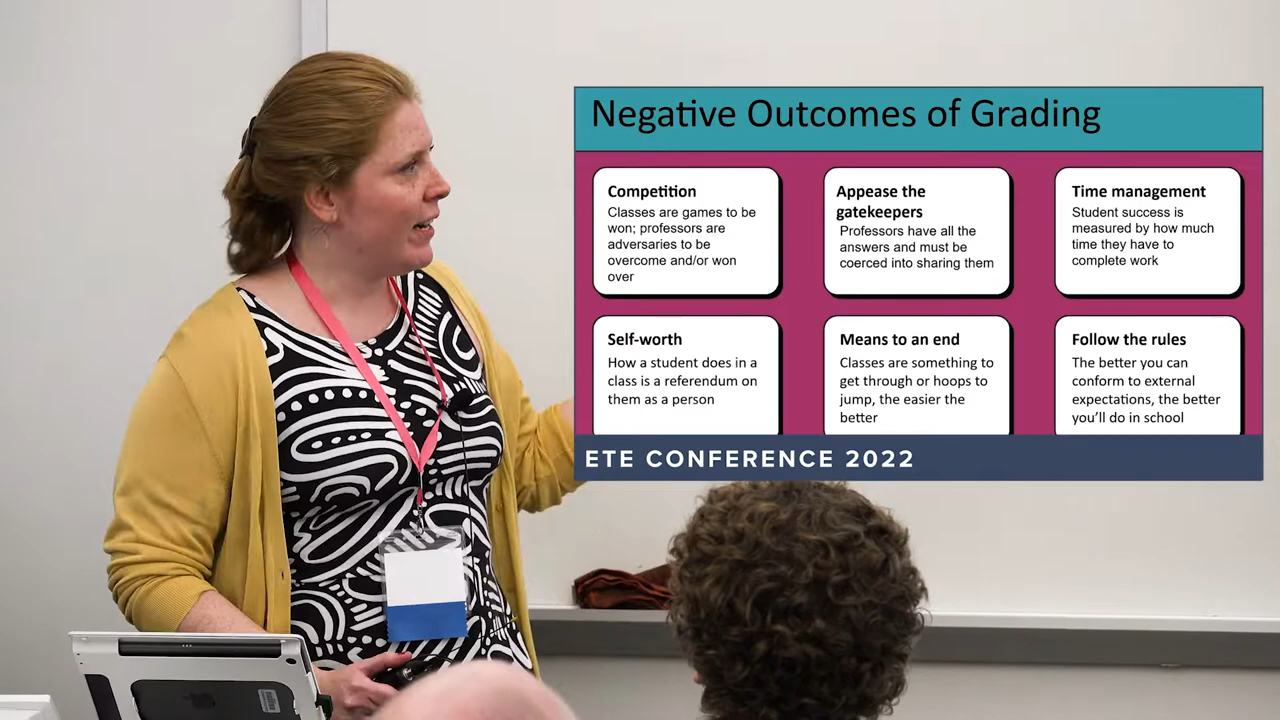 Negative Outcomes of Grading
Competition
Classes are games to be
won; professors are
adversaries to be
overcome and/or won
over
Appease the
gatekeepers
Professors have all the
answers and must be
coerced into sharing them
Time management
Student success is
measured by how much
time they have to
complete work
Self-worth
How a student does in a
class is a referendum on
them as a person
Means to an end
Classes are something to
get through or hoops to
jump, the easier the
better
Follow the rules
The better you can
conform to external
expectations, the better
you'll do in school
ETE CONFERENCE 2022